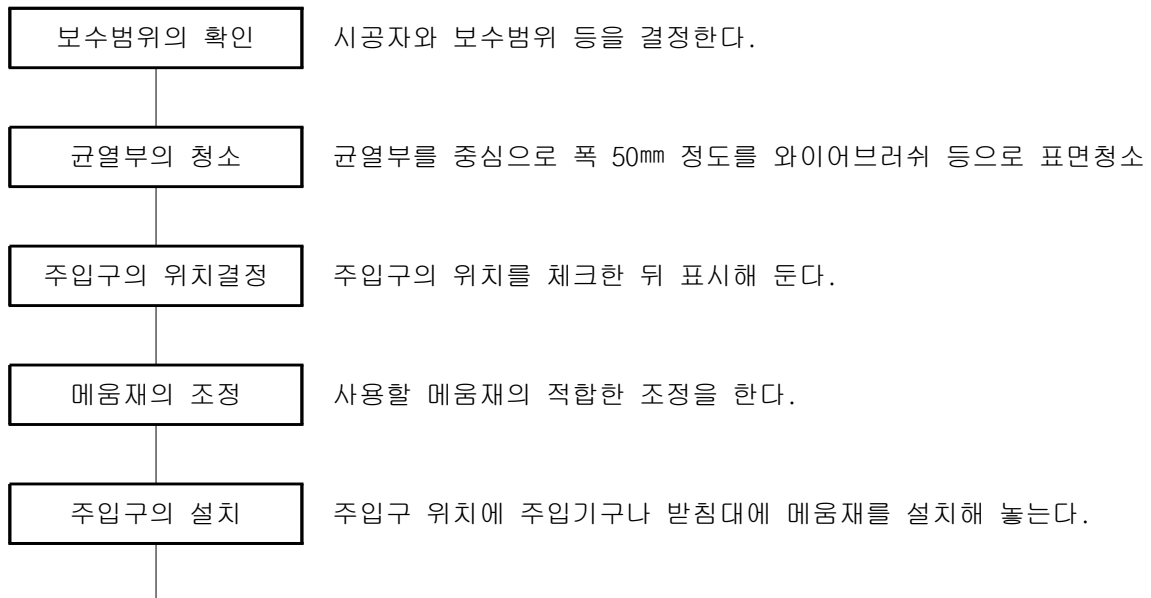 보수범위의 확인 시공자와 보수범위 등을 결정한다.
균열부의 청소 균열부를 중심으로 폭 50㎜ 정도를 와이어브러쉬 등으로 표면청소
주입구의 위치결정 주입구의 위치를 체크한 뒤 표시해 둔다.
메움재의 조정 사용할 메움재의 적합한 조정을 한다.
주입구의 설치 주입구 위치에 주입기구나 받침대에 메움재를 설치해 놓는다.